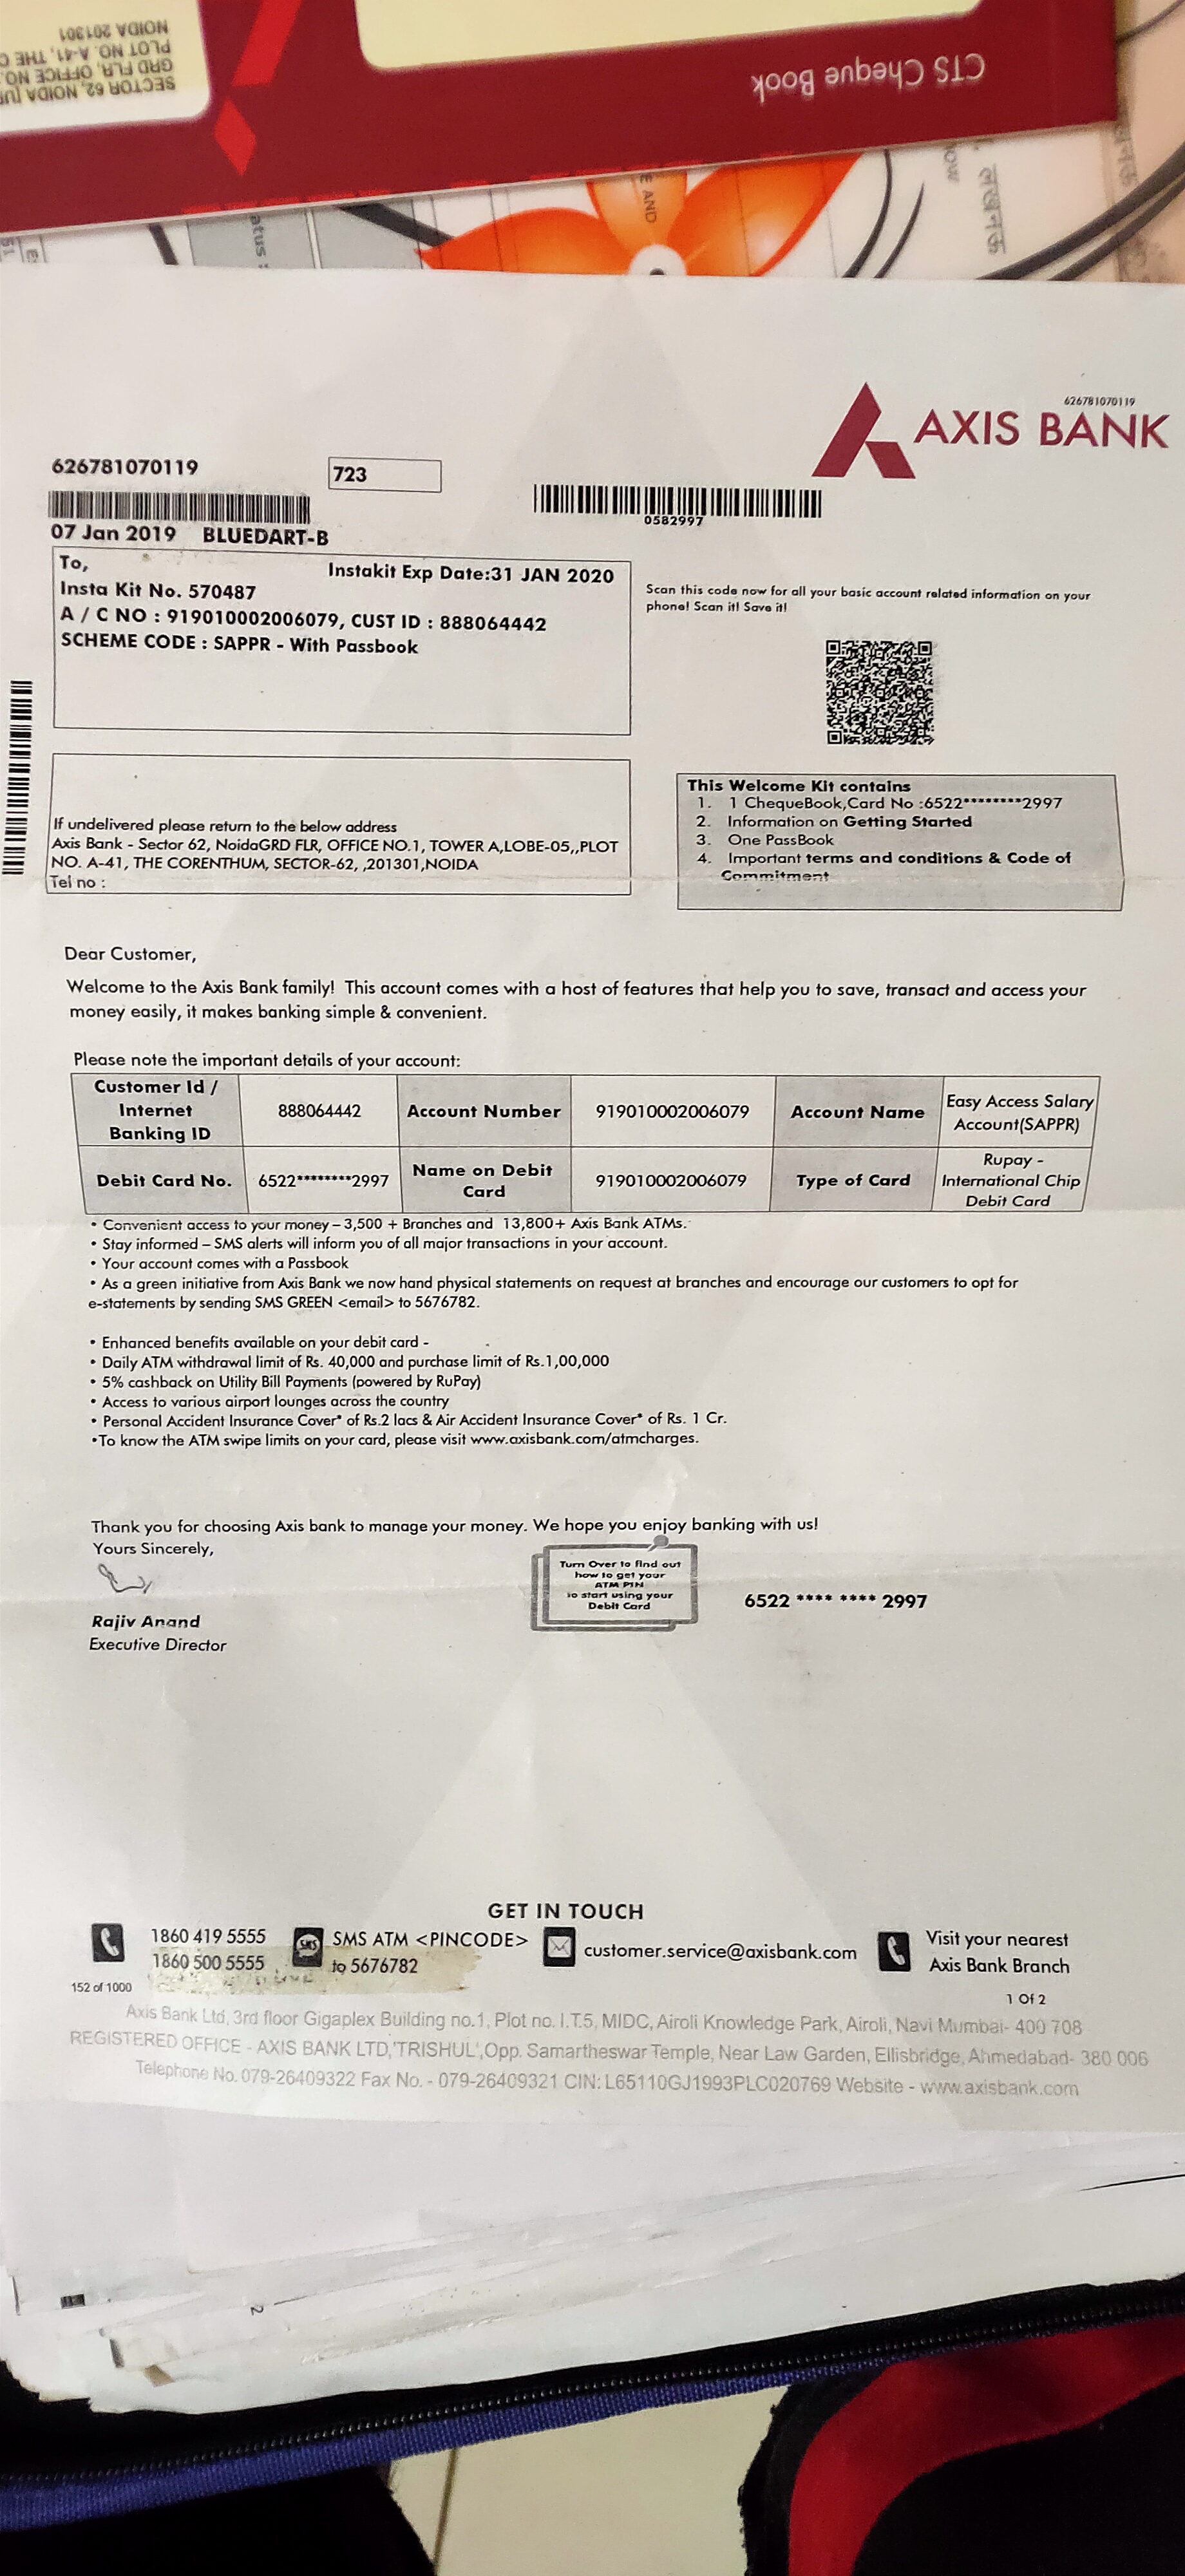 CTS Cheque Book
SECTOR 62, NOIDA
GRD FLR, OFFICE NO
PLOT NO. A-41, THE
NOIDA 201301
E AND
atus :
626781070119
AXIS BANK
626781070119
723
0582997
07 Jan 2019 BLUEDART-B
To,
Instakit Exp Date:31 JAN 2020
Insta Kit No. 570487
A / C NO : 919010002006079, CUST ID : 888064442
SCHEME CODE : SAPPR - With Passbook
Scan this code now for all your basic account related information on your
phone! Scan it! Save it!
If undelivered please return to the below address
Axis Bank - Sector 62, NoidaGRD FLR, OFFICE NO.1, TOWER A,LOBE-05,,PLOT
NO. A-41, THE CORENTHUM, SECTOR-62, ,201301,NOIDA
Tel no :
This Welcome Kit contains
1. 1 ChequeBook,Card No :6522********2997
2. Information on Getting Started
3. One PassBook
4. Important terms and conditions & Code of
Commitment
Dear Customer,
Welcome to the Axis Bank family! This account comes with a host of features that help you to save, transact and access your
money easily, it makes banking simple & convenient.
Please note the important details of your account:
Customer Id / Internet Banking ID 888064442 Account Number 919010002006079 Account Name Easy Access Salary Account(SAPPR)
Debit Card No. 6522********2997 Name on Debit Card 919010002006079 Type of Card Rupay - International Chip Debit Card
• Convenient access to your money – 3,500 + Branches and 13,800+ Axis Bank ATMs.
• Stay informed – SMS alerts will inform you of all major transactions in your account.
• Your account comes with a Passbook
• As a green initiative from Axis Bank we now hand physical statements on request at branches and encourage our customers to opt for
e-statements by sending SMS GREEN <email> to 5676782.
• Enhanced benefits available on your debit card -
• Daily ATM withdrawal limit of Rs. 40,000 and purchase limit of Rs.1,00,000
• 5% cashback on Utility Bill Payments (powered by RuPay)
• Access to various airport lounges across the country
• Personal Accident Insurance Cover* of Rs.2 lacs & Air Accident Insurance Cover* of Rs. 1 Cr.
*To know the ATM swipe limits on your card, please visit www.axisbank.com/atmcharges.
Thank you for choosing Axis bank to manage your money. We hope you enjoy banking with us!
Yours Sincerely,
Turn Over to find out
how to get your
ATM PIN
to start using your
Debit Card
6522 **** **** 2997
Rajiv Anand
Executive Director
GET IN TOUCH
1860 419 5555
1860 500 5555
SMS
SMS ATM <PINCODE>
to 5676782
customer.service@axisbank.com
Visit your nearest
Axis Bank Branch
152 of 1000
1 Of 2
Axis Bank Ltd, 3rd floor Gigaplex Building no.1, Plot no. I.T.5, MIDC, Airoli Knowledge Park, Airoli, Navi Mumbai- 400 708
REGISTERED OFFICE - AXIS BANK LTD,'TRISHUL',Opp. Samartheswar Temple, Near Law Garden, Ellisbridge, Ahmedabad- 380 006
Telephone No. 079-26409322 Fax No. - 079-26409321 CIN: L65110GJ1993PLC020769 Website - www.axisbank.com
2